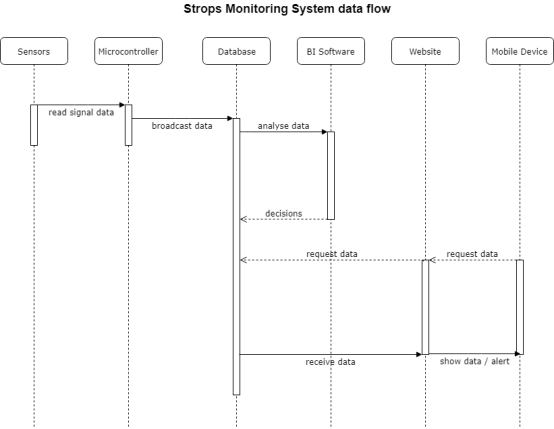 Strops Monitoring System data flow
Sensors
Microcontroller
Database
BI Software
Website
Mobile Device
read signal data
broadcast data
analyse data
decisions
request data
request data
receive data
show data / alert